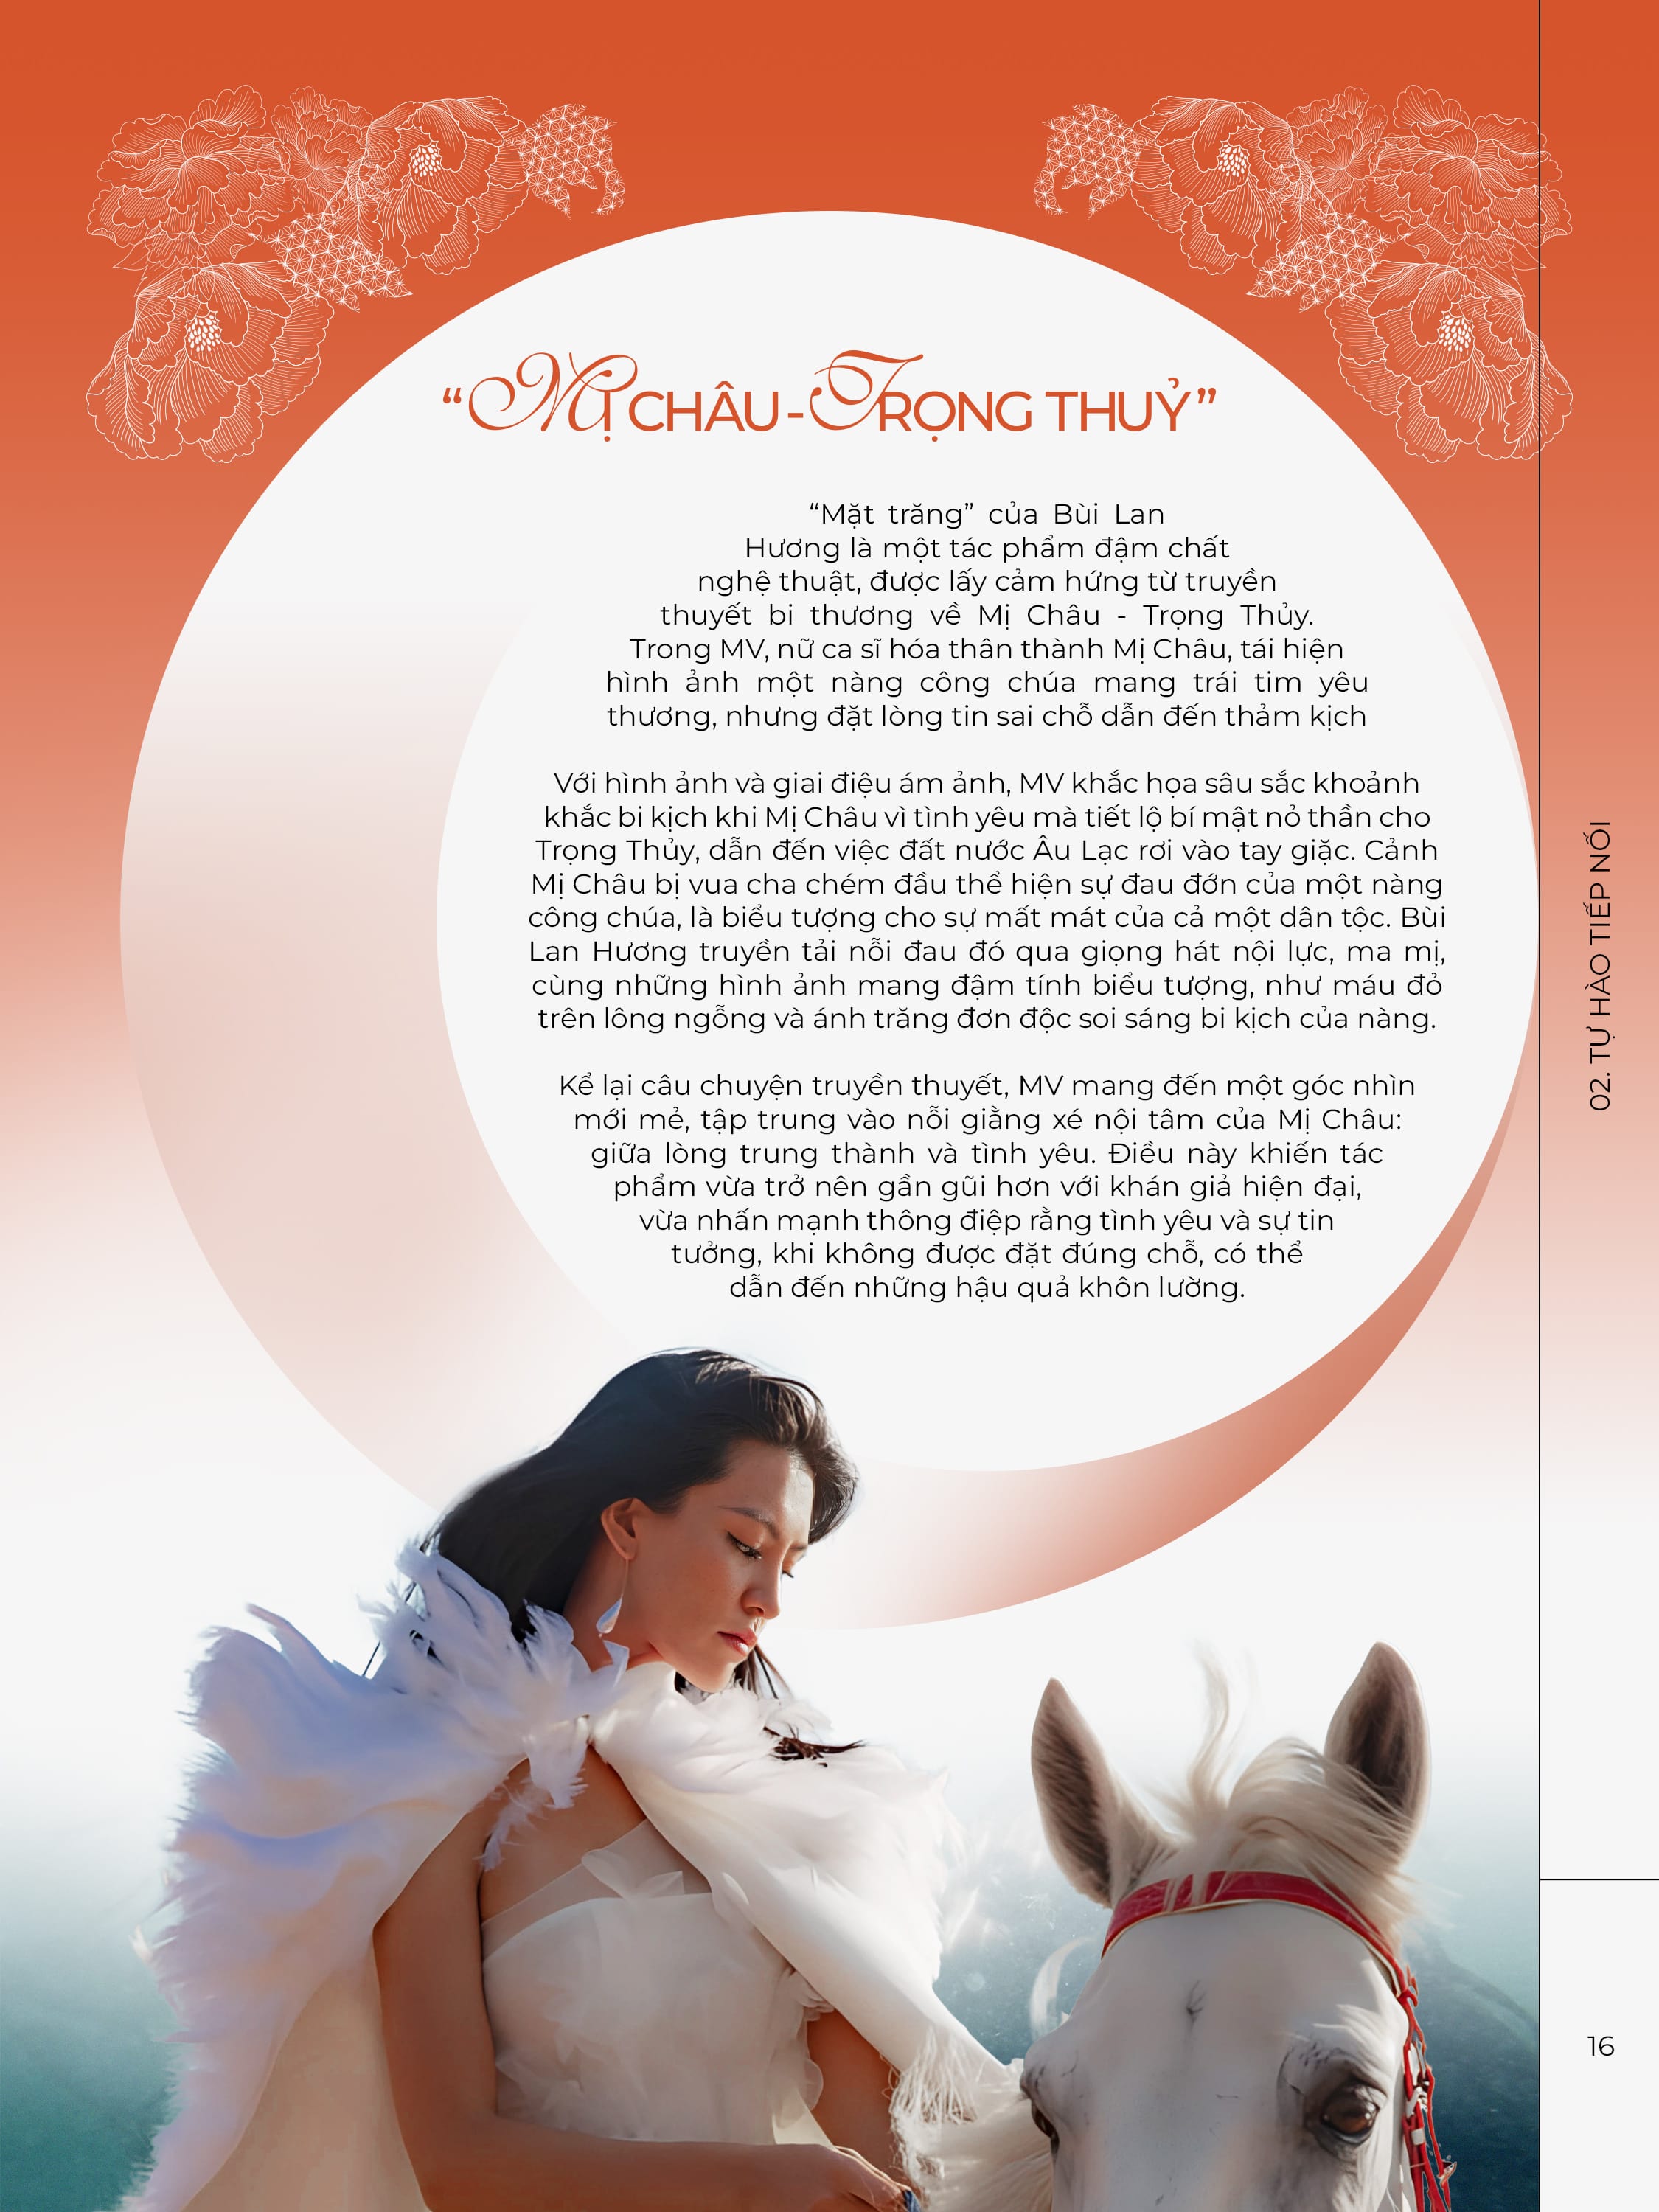 “MỊ CHÂU - TRỌNG THUỶ”
“Mặt trăng” của Bùi Lan
Hương là một tác phẩm đậm chất
nghệ thuật, được lấy cảm hứng từ truyền
thuyết bi thương về Mị Châu - Trọng Thủy.
Trong MV, nữ ca sĩ hóa thân thành Mị Châu, tái hiện
hình ảnh một nàng công chúa mang trái tim yêu
thương, nhưng đặt lòng tin sai chỗ dẫn đến thảm kịch
Với hình ảnh và giai điệu ám ảnh, MV khắc họa sâu sắc khoảnh
khắc bi kịch khi Mị Châu vì tình yêu mà tiết lộ bí mật nỏ thần cho
Trọng Thủy, dẫn đến việc đất nước Âu Lạc rơi vào tay giặc. Cảnh
Mị Châu bị vua cha chém đầu thể hiện sự đau đớn của một nàng
công chúa, là biểu tượng cho sự mất mát của cả một dân tộc. Bùi
Lan Hương truyền tải nỗi đau đó qua giọng hát nội lực, ma mị,
cùng những hình ảnh mang đậm tính biểu tượng, như máu đỏ
trên lông ngỗng và ánh trăng đơn độc soi sáng bi kịch của nàng.
Kể lại câu chuyện truyền thuyết, MV mang đến một góc nhìn
mới mẻ, tập trung vào nỗi giằng xé nội tâm của Mị Châu:
giữa lòng trung thành và tình yêu. Điều này khiến tác
phẩm vừa trở nên gần gũi hơn với khán giả hiện đại,
vừa nhấn mạnh thông điệp rằng tình yêu và sự tin
tưởng, khi không được đặt đúng chỗ, có thể
dẫn đến những hậu quả khôn lường.
02. TỰ HÀO TIẾP NỐI
16